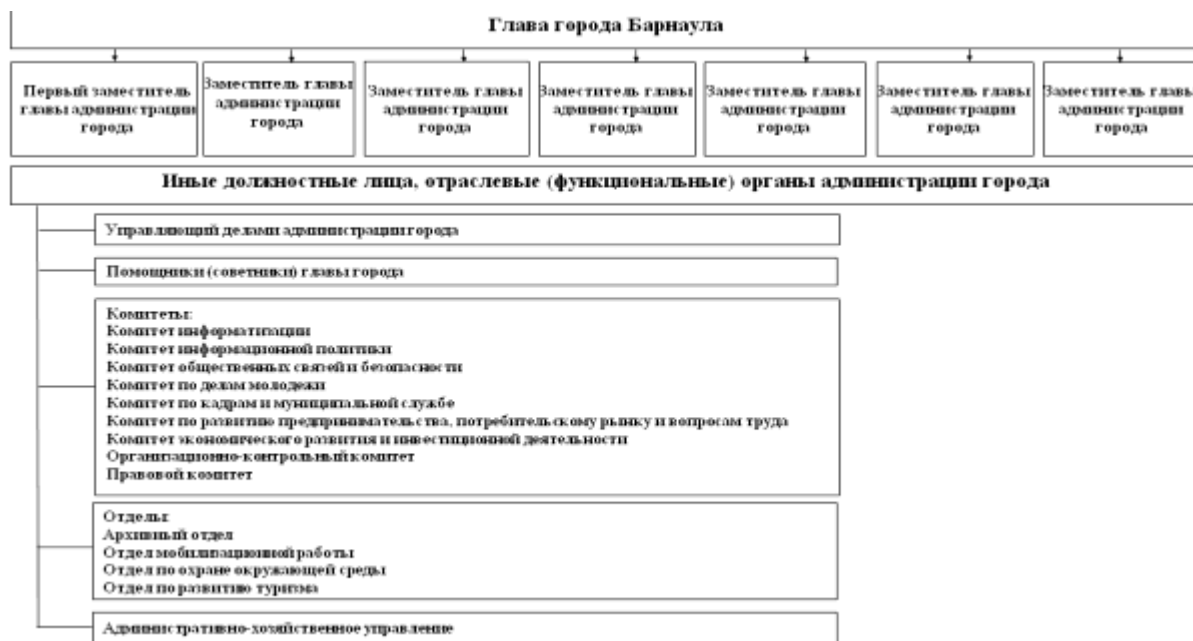 Глава города Барнаула
Первый заместитель
главы администрации
города
Заместитель главы
администрации
города
Заместитель главы
администрации
города
Заместитель главы
администрации
города
Заместитель главы
администрации
города
Заместитель главы
администрации
города
Заместитель главы
администрации
города
Иные должностные лица, отраслевые (функциональные) органы администрации города
Управляющий делами администрации города
Помощники (советники) главы города
Комитеты:
Комитет информатизации
Комитет информационной политики
Комитет общественных связей и безопасности
Комитет по делам молодежи
Комитет по кадрам и муниципальной службе
Комитет по развитию предпринимательства, потребительскому рынку и вопросам труда
Комитет экономического развития и инвестиционной деятельности
Организационно-контрольный комитет
Правовой комитет
Отделы:
Архивный отдел
Отдел мобилизационной работы
Отдел по охране окружающей среды
Отдел по развитию туризма
Административно-хозяйственное управление